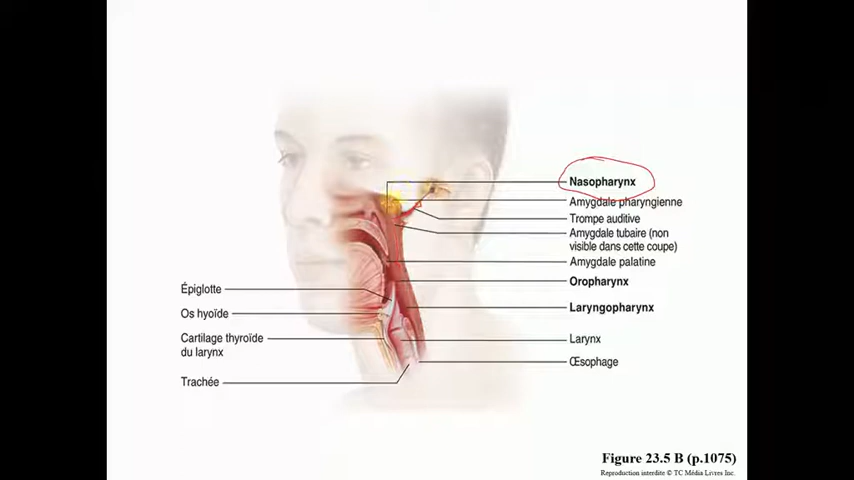 Nasopharynx
Amygdale pharyngienne
Trompe auditive
Amygdale tubaire (non
visible dans cette coupe)
Amygdale palatine
Oropharynx
Laryngopharynx
Larynx
Œsophage
Épiglotte
Os hyoïde
Cartilage thyroïde
du larynx
Trachée
Figure 23.5 B (p.1075)
Reproduction interdite © TC Média Livres Inc.